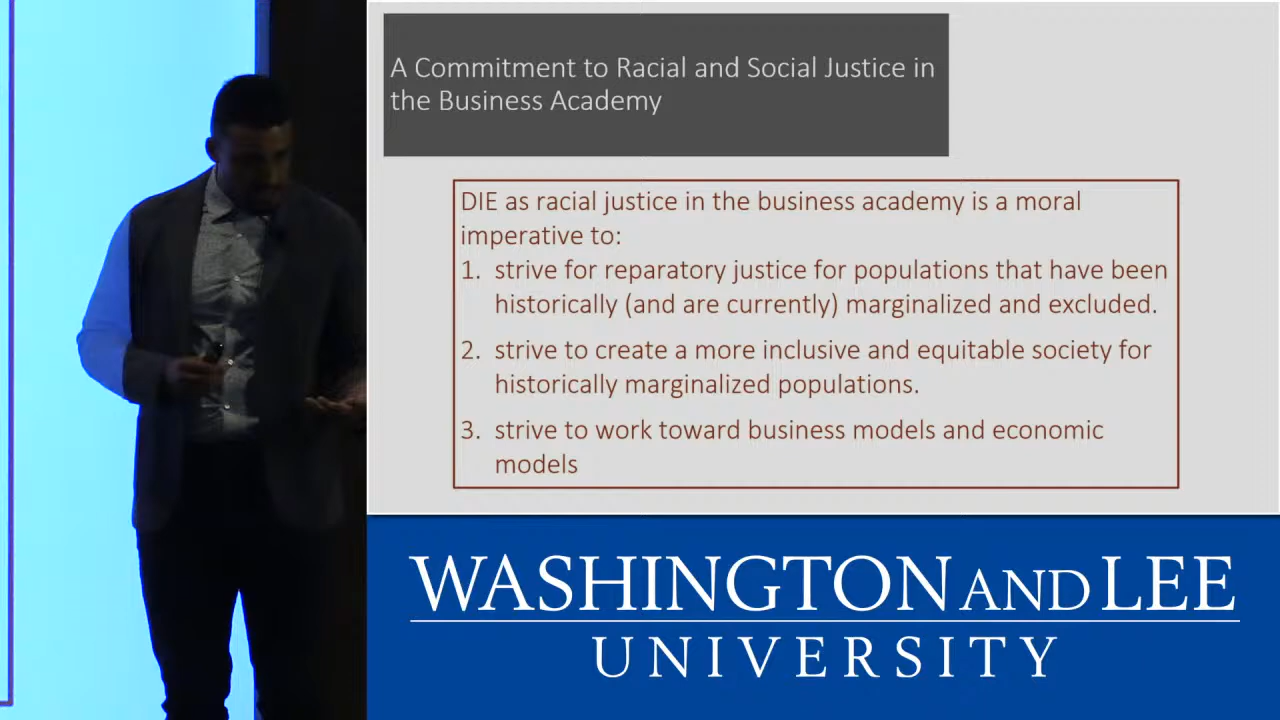 A Commitment to Racial and Social Justice in
the Business Academy
DIE as racial justice in the business academy is a moral
imperative to:
1. strive for reparatory justice for populations that have been
historically (and are currently) marginalized and excluded.
2. strive to create a more inclusive and equitable society for
historically marginalized populations.
3. strive to work toward business models and economic
models
WASHINGTON AND LEE
UNIVERSITY